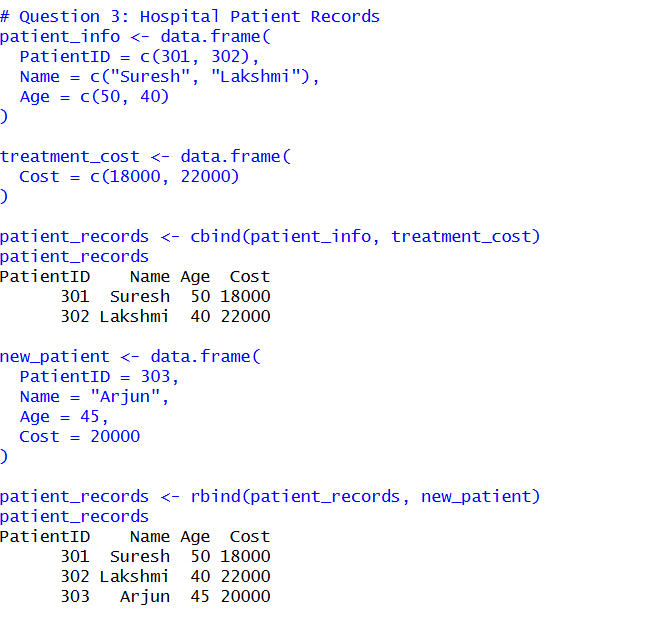 # Question 3: Hospital Patient Records
patient_info <- data.frame(
  PatientID = c(301, 302),
  Name = c("Suresh", "Lakshmi"),
  Age = c(50, 40)
)

treatment_cost <- data.frame(
  Cost = c(18000, 22000)
)

patient_records <- cbind(patient_info, treatment_cost)
patient_records
PatientID    Name Age  Cost
      301  Suresh  50 18000
      302 Lakshmi  40 22000

new_patient <- data.frame(
  PatientID = 303,
  Name = "Arjun",
  Age = 45,
  Cost = 20000
)

patient_records <- rbind(patient_records, new_patient)
patient_records
PatientID    Name Age  Cost
      301  Suresh  50 18000
      302 Lakshmi  40 22000
      303   Arjun  45 20000